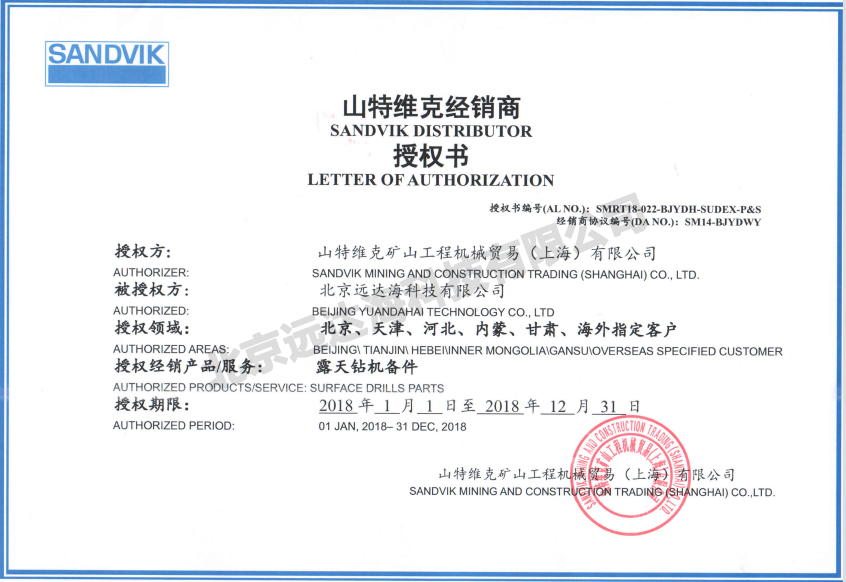 SANDVIK
山特维克经销商
SANDVIK DISTRIBUTOR
授权书
LETTER OF AUTHORIZATION
授权书编号(AL NO.)：SMRT18-022-BJYDH-SUDEX-P&S
经销商协议编号(DA NO.)：SM14-BJYDWY
授权方： 山特维克矿山工程机械贸易（上海）有限公司
AUTHORIZER: SANDVIK MINING AND CONSTRUCTION TRADING (SHANGHAI) CO., LTD.
被授权方： 北京远达海科技有限公司
AUTHORIZED: BEIJING YUANDAHAI TECHNOLOGY CO., LTD
授权领域： 北京、天津、河北、内蒙、甘肃、海外指定客户
AUTHORIZED AREAS: BEIJING\ TIANJIN\ HEBEI\INNER MONGOLIA\GANSU\OVERSEAS SPECIFIED CUSTOMER
授权经销产品/服务： 露天钻机备件
AUTHORIZED PRODUCTS/SERVICE: SURFACE DRILLS PARTS
授权期限： 2018 年 1 月 1 日至 2018 年 12 月 31 日
AUTHORIZED PERIOD: 01 JAN, 2018– 31 DEC, 2018
山特维克矿山工程机械贸易（上海）有限公司
SANDVIK MINING AND CONSTRUCTION TRADING (SHANGHAI) CO.,LTD.
北京远达海科技有限公司
SANDVIK MINING AND CONSTRUCTION TRADING (SHANGHAI) CO.,LTD.
山特维克矿山工程机械贸易(上海)有限公司